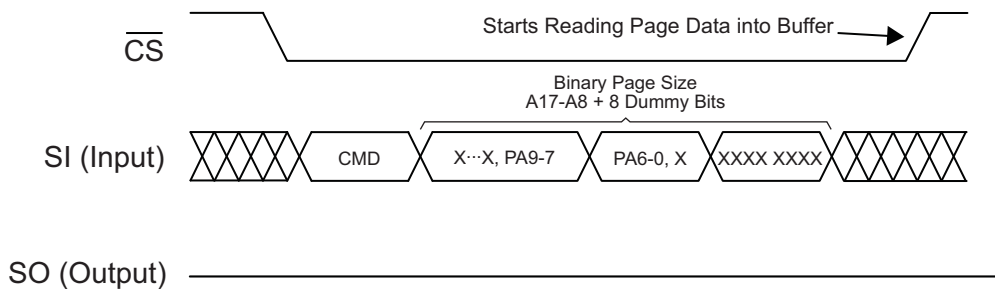 Starts Reading Page Data into Buffer
CS
Binary Page Size
A17-A8 + 8 Dummy Bits
SI (Input)
CMD
X···X, PA9-7
PA6-0, X
XXXX XXXX
SO (Output)